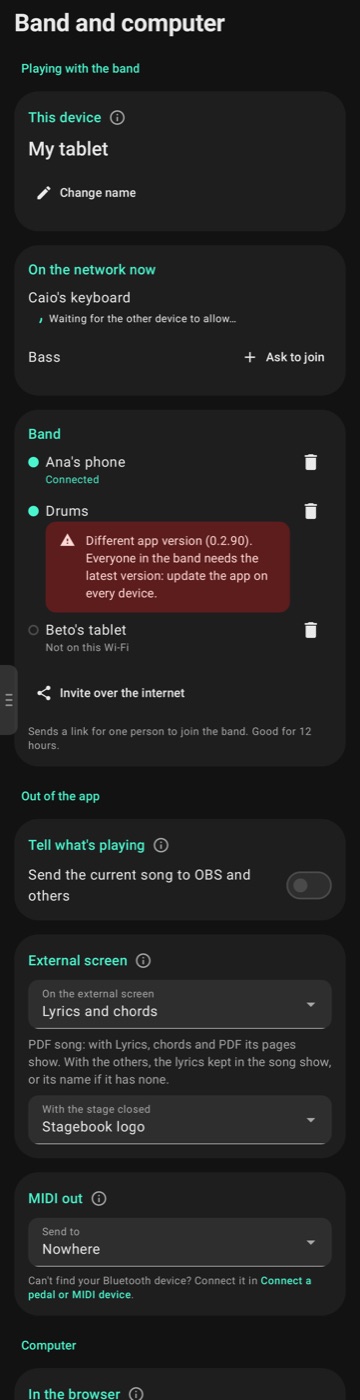 Band and computer
Playing with the band
This device
My tablet
Change name
On the network now
Caio's keyboard
Waiting for the other device to allow...
Bass
Ask to join
Band
Ana's phone
Connected
Drums
Different app version (0.2.90).
Everyone in the band needs the
latest version: update the app on
every device.
Beto's tablet
Not on this Wi-Fi
Invite over the internet
Sends a link for one person to join the band. Good for 12
hours.
Out of the app
Tell what's playing
Send the current song to OBS and
others
External screen
On the external screen
Lyrics and chords
PDF song: with Lyrics, chords and PDF its pages
show. With the others, the lyrics kept in the song show,
or its name if it has none.
With the stage closed
Stagebook logo
MIDI out
Send to
Nowhere
Can't find your Bluetooth device? Connect it in Connect a
pedal or MIDI device.
Computer
In the browser